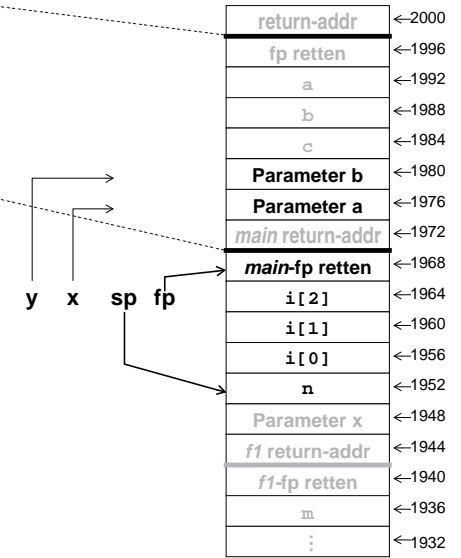 return-addr ←2000
fp retten ←1996
a ←1992
b ←1988
c ←1984
Parameter b ←1980
Parameter a ←1976
main return-addr ←1972
main-fp retten ←1968
y x sp fp
i[2] ←1964
i[1] ←1960
i[0] ←1956
n ←1952
Parameter x ←1948
f1 return-addr ←1944
f1-fp retten ←1940
m ←1936
⋮ ←1932